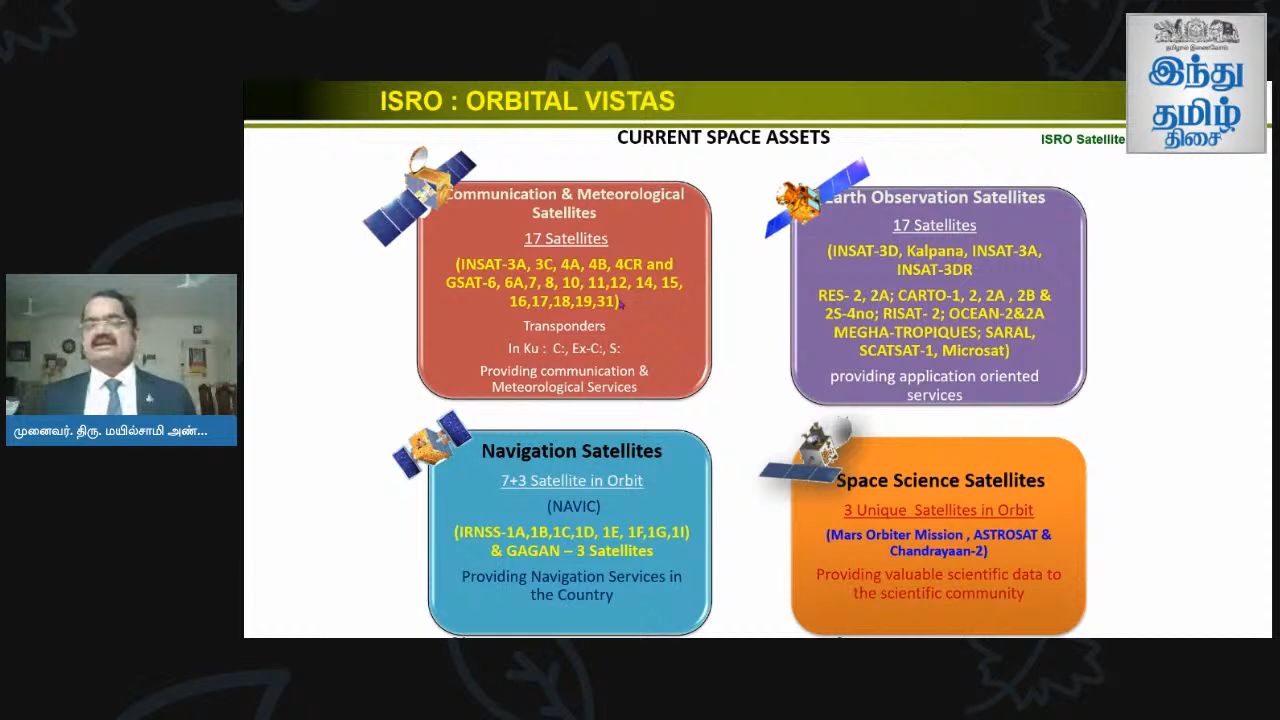 ISRO : ORBITAL VISTAS
CURRENT SPACE ASSETS
ISRO Satellite
தமிழால் இணைவோம்
இந்து
தமிழ்
திசை
Communication & Meteorological
Satellites
17 Satellites
(INSAT-3A, 3C, 4A, 4B, 4CR and
GSAT-6, 6A,7, 8, 10, 11,12, 14, 15,
16,17,18,19,31)
Transponders
In Ku : C:, Ex-C:, S:
Providing communication &
Meteorological Services
Earth Observation Satellites
17 Satellites
(INSAT-3D, Kalpana, INSAT-3A,
INSAT-3DR
RES- 2, 2A; CARTO-1, 2, 2A , 2B &
2S-4no; RISAT- 2; OCEAN-2&2A
MEGHA-TROPIQUES; SARAL,
SCATSAT-1, Microsat)
providing application oriented
services
Navigation Satellites
7+3 Satellite in Orbit
(NAVIC)
(IRNSS-1A,1B,1C,1D, 1E, 1F,1G,1I)
& GAGAN – 3 Satellites
Providing Navigation Services in
the Country
Space Science Satellites
3 Unique Satellites in Orbit
(Mars Orbiter Mission , ASTROSAT &
Chandrayaan-2)
Providing valuable scientific data to
the scientific community
முனைவர். திரு. மயில்சாமி அண்...